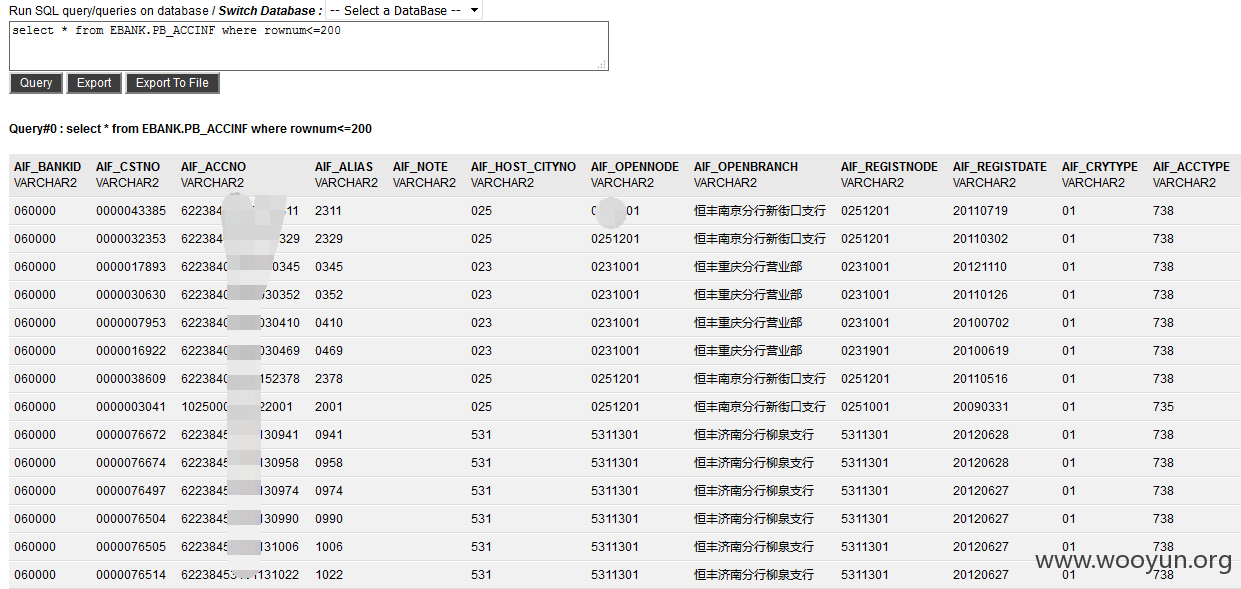 Run SQL query/queries on database / Switch Database : -- Select a DataBase --
select * from EBANK.PB_ACCINF where rownum<=200
Query Export Export To File
Query#0 : select * from EBANK.PB_ACCINF where rownum<=200
AIF_BANKID AIF_CSTNO AIF_ACCNO AIF_ALIAS AIF_NOTE AIF_HOST_CITYNO AIF_OPENNODE AIF_OPENBRANCH AIF_REGISTNODE AIF_REGISTDATE AIF_CRYTYPE AIF_ACCTYPE
VARCHAR2 VARCHAR2 VARCHAR2 VARCHAR2 VARCHAR2 VARCHAR2 VARCHAR2 VARCHAR2 VARCHAR2 VARCHAR2 VARCHAR2 VARCHAR2
060000 0000043385 622384 11 2311 025 01 恒丰南京分行新街口支行 0251201 20110719 01 738
060000 0000032353 622384 329 2329 025 0251201 恒丰南京分行新街口支行 0251201 20110302 01 738
060000 0000017893 6223840 0345 0345 023 0231001 恒丰重庆分行营业部 0231001 20121110 01 738
060000 0000030630 6223840 030352 0352 023 0231001 恒丰重庆分行营业部 0231001 20110126 01 738
060000 0000007953 6223840 030410 0410 023 0231001 恒丰重庆分行营业部 0231001 20100702 01 738
060000 0000016922 6223840 030469 0469 023 0231001 恒丰重庆分行营业部 0231901 20100619 01 738
060000 0000038609 6223840 152378 2378 025 0251201 恒丰南京分行新街口支行 0251201 20110516 01 738
060000 0000003041 1025000 22001 2001 025 0251201 恒丰南京分行新街口支行 0251001 20090331 01 735
060000 0000076672 6223845 130941 0941 531 5311301 恒丰济南分行柳泉支行 5311301 20120628 01 738
060000 0000076674 6223845 130958 0958 531 5311301 恒丰济南分行柳泉支行 5311301 20120628 01 738
060000 0000076497 6223845 130974 0974 531 5311301 恒丰济南分行柳泉支行 5311301 20120627 01 738
060000 0000076504 6223845 130990 0990 531 5311301 恒丰济南分行柳泉支行 5311301 20120627 01 738
060000 0000076505 6223845 131006 1006 531 5311301 恒丰济南分行柳泉支行 5311301 20120627 01 738
060000 0000076514 6223845 131022 1022 531 5311301 恒丰济南分行柳泉支行 5311301 20120627 01 738
www.wooyun.org